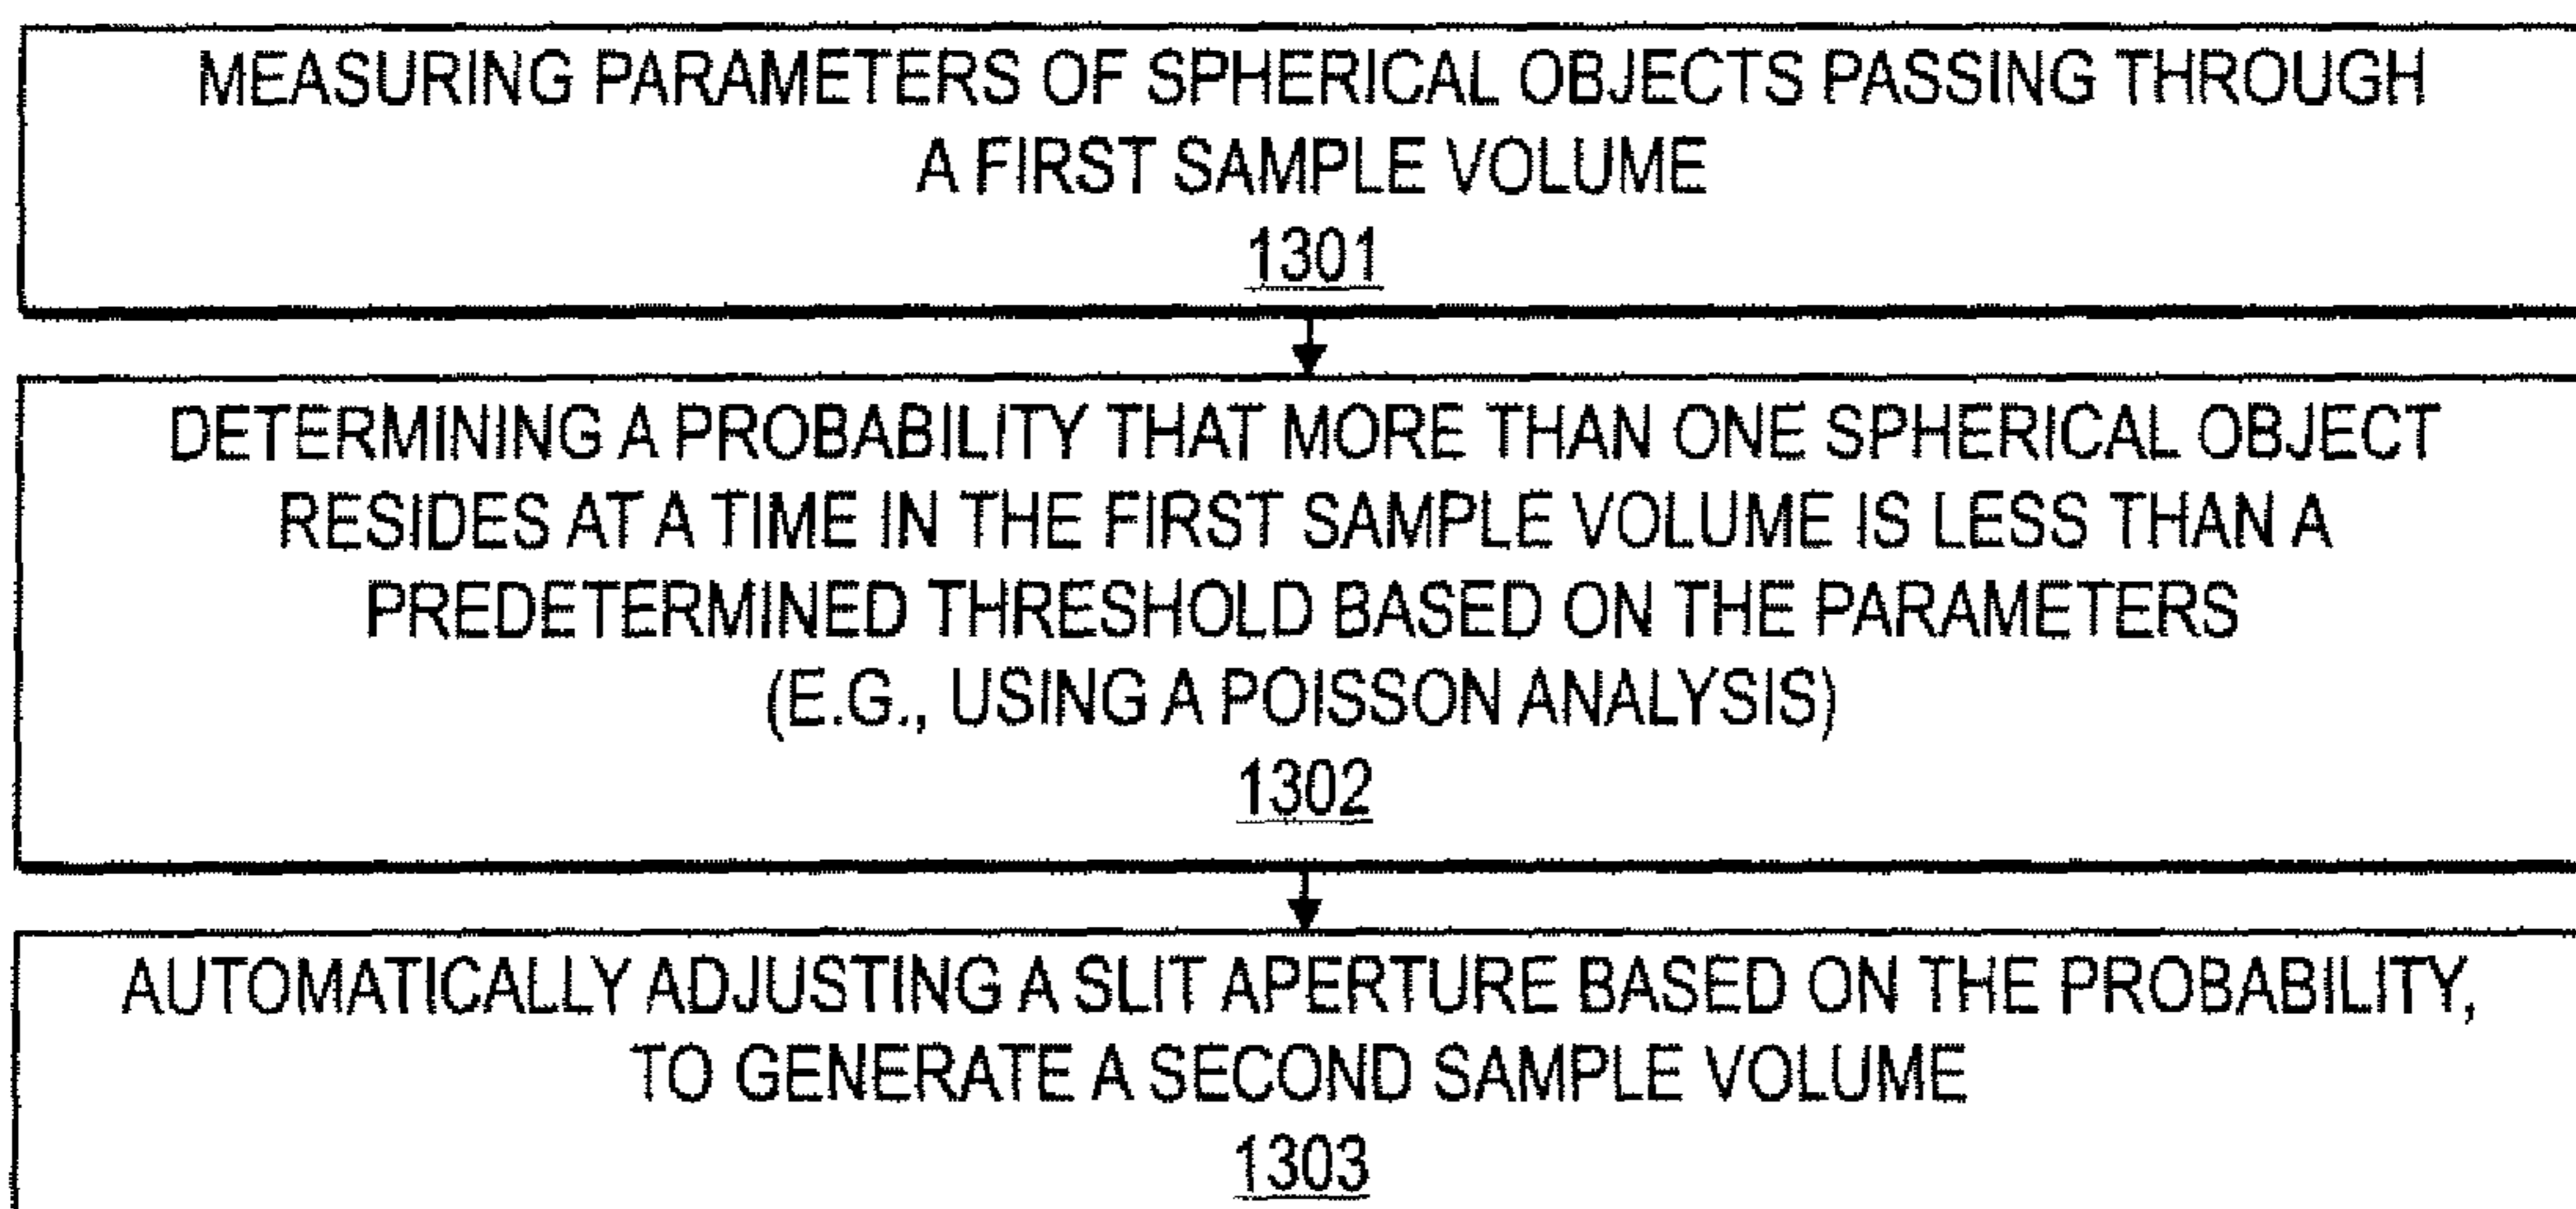 MEASURING PARAMETERS OF SPHERICAL OBJECTS PASSING THROUGH
A FIRST SAMPLE VOLUME
1301
DETERMINING A PROBABILITY THAT MORE THAN ONE SPHERICAL OBJECT
RESIDES AT A TIME IN THE FIRST SAMPLE VOLUME IS LESS THAN A
PREDETERMINED THRESHOLD BASED ON THE PARAMETERS
(E.G., USING A POISSON ANALYSIS)
1302
AUTOMATICALLY ADJUSTING A SLIT APERTURE BASED ON THE PROBABILITY,
TO GENERATE A SECOND SAMPLE VOLUME
1303